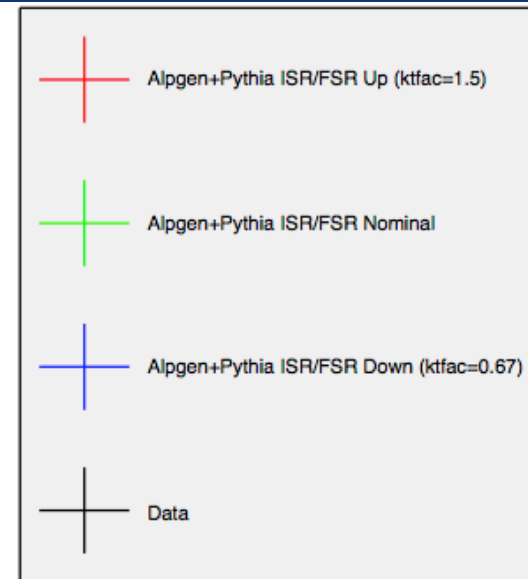 Alpgen+Pythia ISR/FSR Up (ktfac=1.5)
Alpgen+Pythia ISR/FSR Nominal
Alpgen+Pythia ISR/FSR Down (ktfac=0.67)
Data